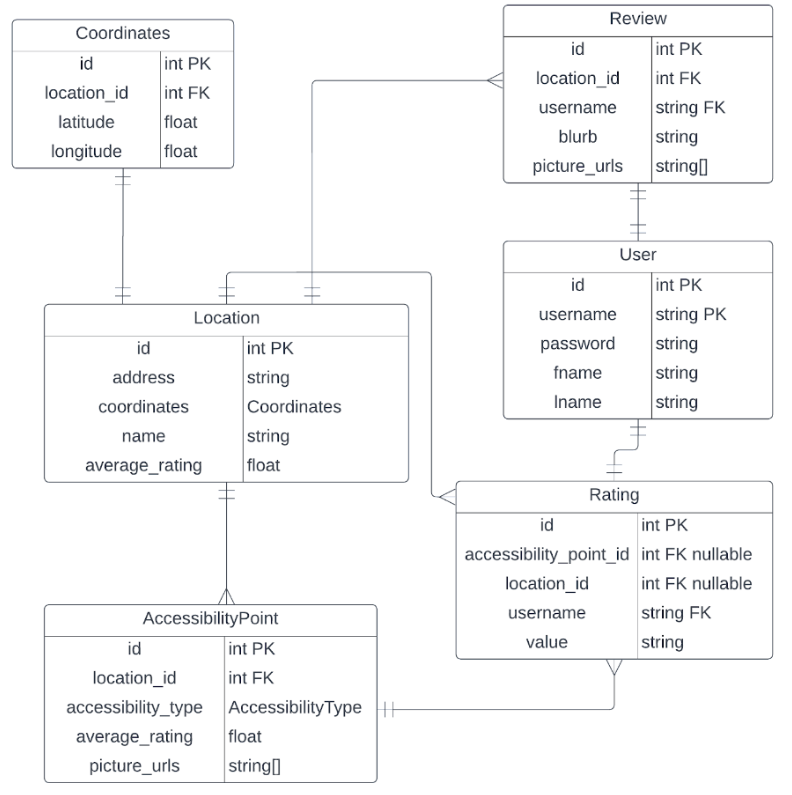 Coordinates
id int PK
location_id int FK
latitude float
longitude float
Review
id int PK
location_id int FK
username string FK
blurb string
picture_urls string[]
User
id int PK
username string PK
password string
fname string
lname string
Location
id int PK
address string
coordinates Coordinates
name string
average_rating float
Rating
id int PK
accessibility_point_id int FK nullable
location_id int FK nullable
username string FK
value string
AccessibilityPoint
id int PK
location_id int FK
accessibility_type AccessibilityType
average_rating float
picture_urls string[]